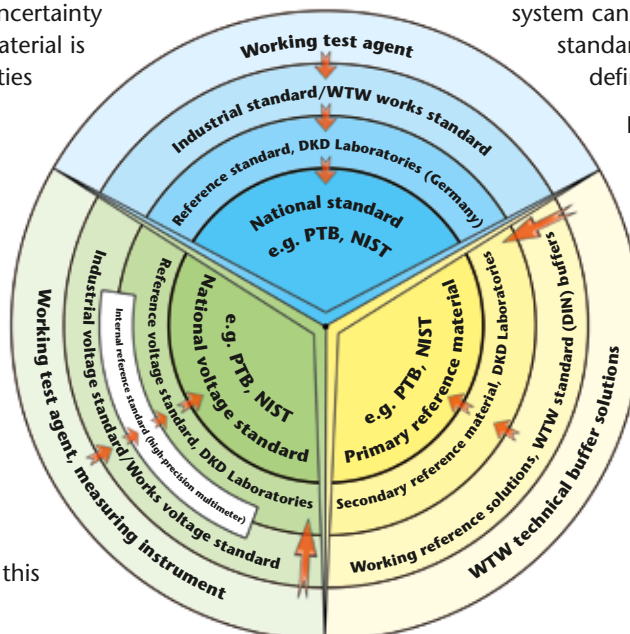 ncertainty
aterial is
ties
system can
standar
defi
this
Working test agent
Industrial standard/WTW works standard
Reference standard, DKD Laboratories (Germany)
National standard
e.g. PTB, NIST
Working test agent, measuring instrument
Industrial voltage standard/Works voltage standard
Internal reference standard (high-precision multimeter)
Reference voltage standard, DKD Laboratories
National voltage standard
e.g. PTB, NIST
e.g. PTB, NIST
Primary reference material
Secondary reference material, DKD Laboratories
Working reference solutions, WTW standard (DIN) buffers
WTW technical buffer solutions